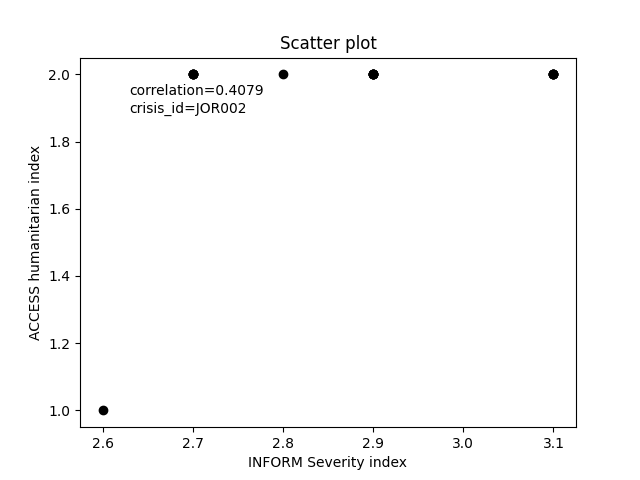 Scatter plot
2.0
correlation=0.4079
crisis_id=JOR002
1.8
1.6
1.4
1.2
1.0
ACCESS humanitarian index
2.6 2.7 2.8 2.9 3.0 3.1
INFORM Severity index